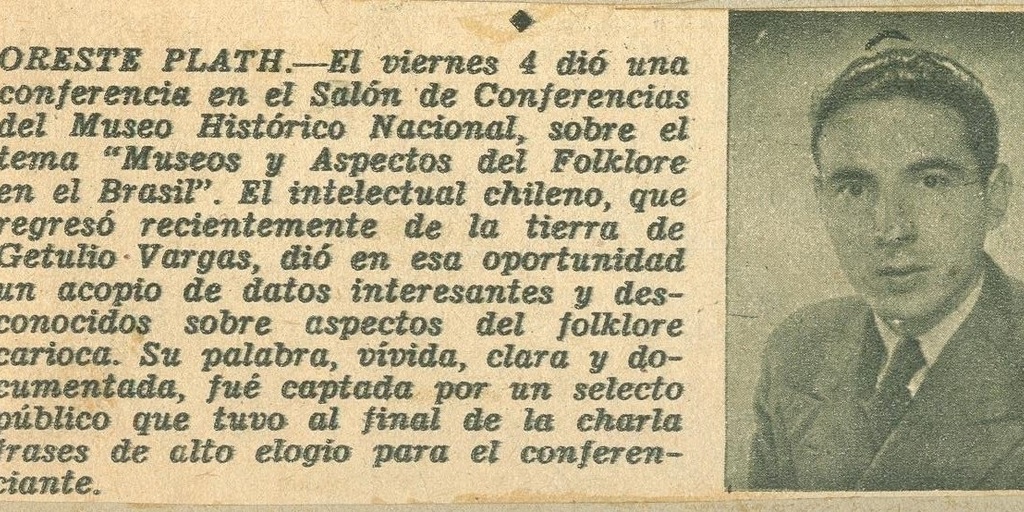 ORESTE PLATH.—El viernes 4 dió una
conferencia en el Salón de Conferencias
del Museo Histórico Nacional, sobre el
tema "Museos y Aspectos del Folklore
en el Brasil". El intelectual chileno, que
regresó recientemente de la tierra de
Getulio Vargas, dió en esa oportunidad
un acopio de datos interesantes y des-
conocidos sobre aspectos del folklore
carioca. Su palabra, vívida, clara y do-
cumentada, fué captada por un selecto
público que tuvo al final de la charla
frases de alto elogio para el conferen-
ciante.